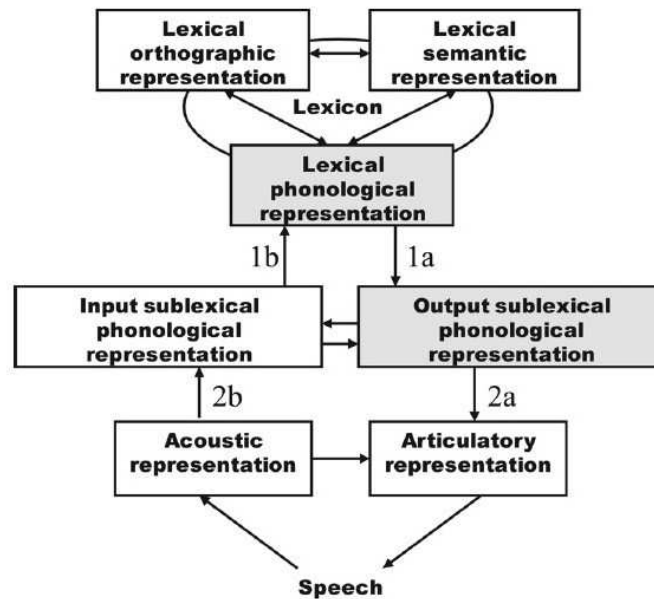 Lexical
orthographic
representation
Lexical
semantic
representation
Lexicon
Lexical
phonological
representation
1b
1a
Input sublexical
phonological
representation
Output sublexical
phonological
representation
2b
2a
Acoustic
representation
Articulatory
representation
Speech